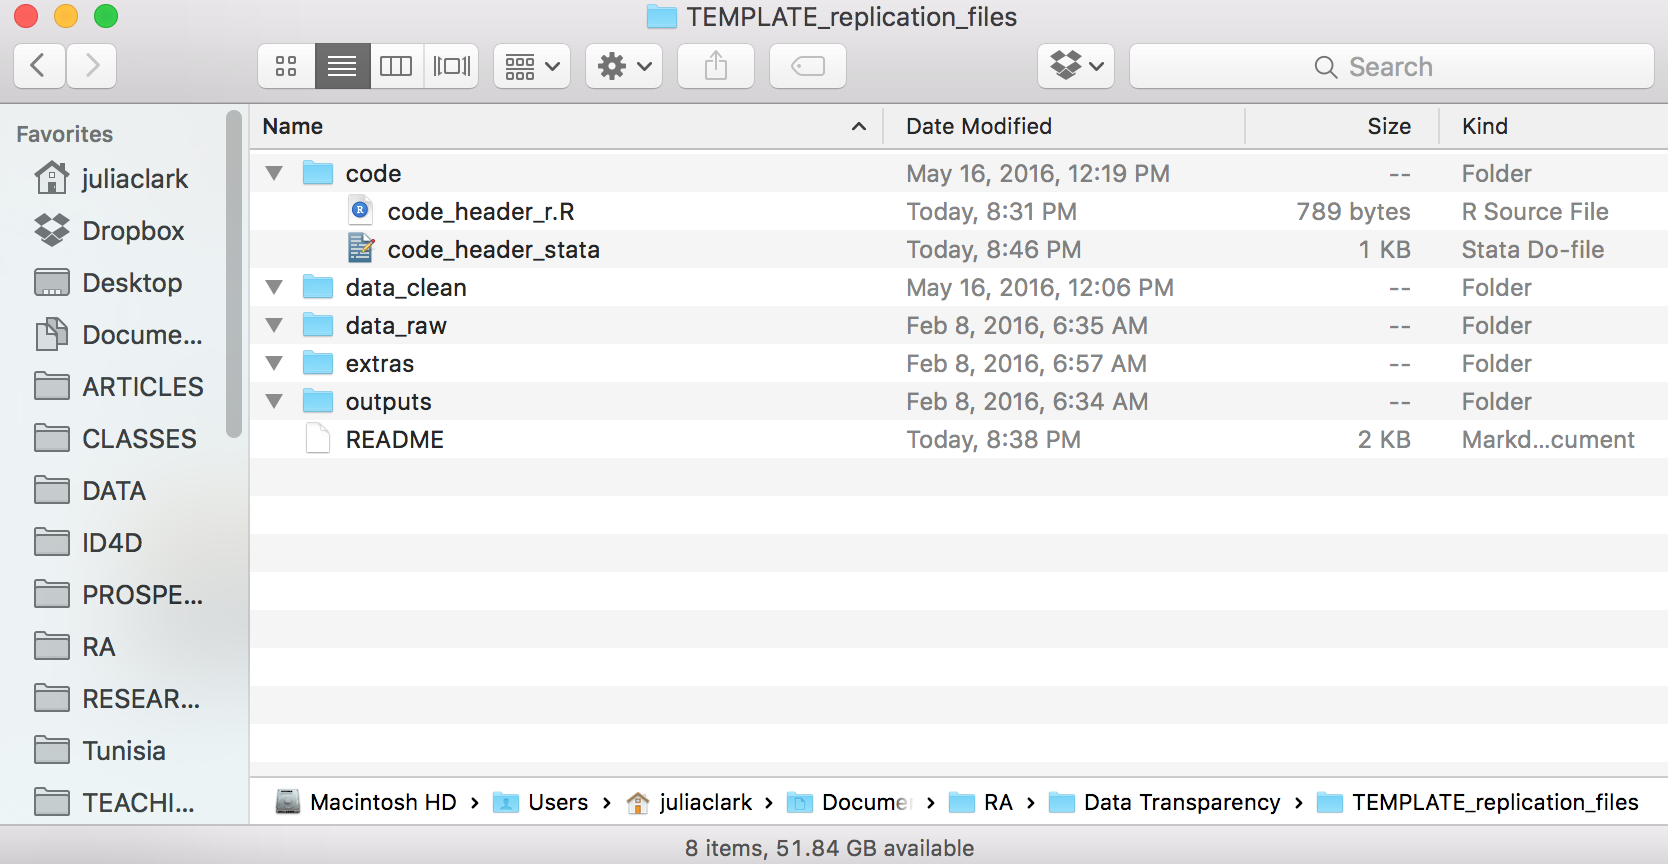 TEMPLATE_replication_files
Search
Favorites
juliaclark
Dropbox
Desktop
Docume...
ARTICLES
CLASSES
DATA
ID4D
PROSPE...
RA
RESEAR...
Tunisia
TEACHI...
Name Date Modified Size Kind
code May 16, 2016, 12:19 PM -- Folder
code_header_r.R Today, 8:31 PM 789 bytes R Source File
code_header_stata Today, 8:46 PM 1 KB Stata Do-file
data_clean May 16, 2016, 12:06 PM -- Folder
data_raw Feb 8, 2016, 6:35 AM -- Folder
extras Feb 8, 2016, 6:57 AM -- Folder
outputs Feb 8, 2016, 6:34 AM -- Folder
README Today, 8:38 PM 2 KB Markd...cument
Macintosh HD › Users › juliaclark › Docume › RA › Data Transparency › TEMPLATE_replication_files
8 items, 51.84 GB available